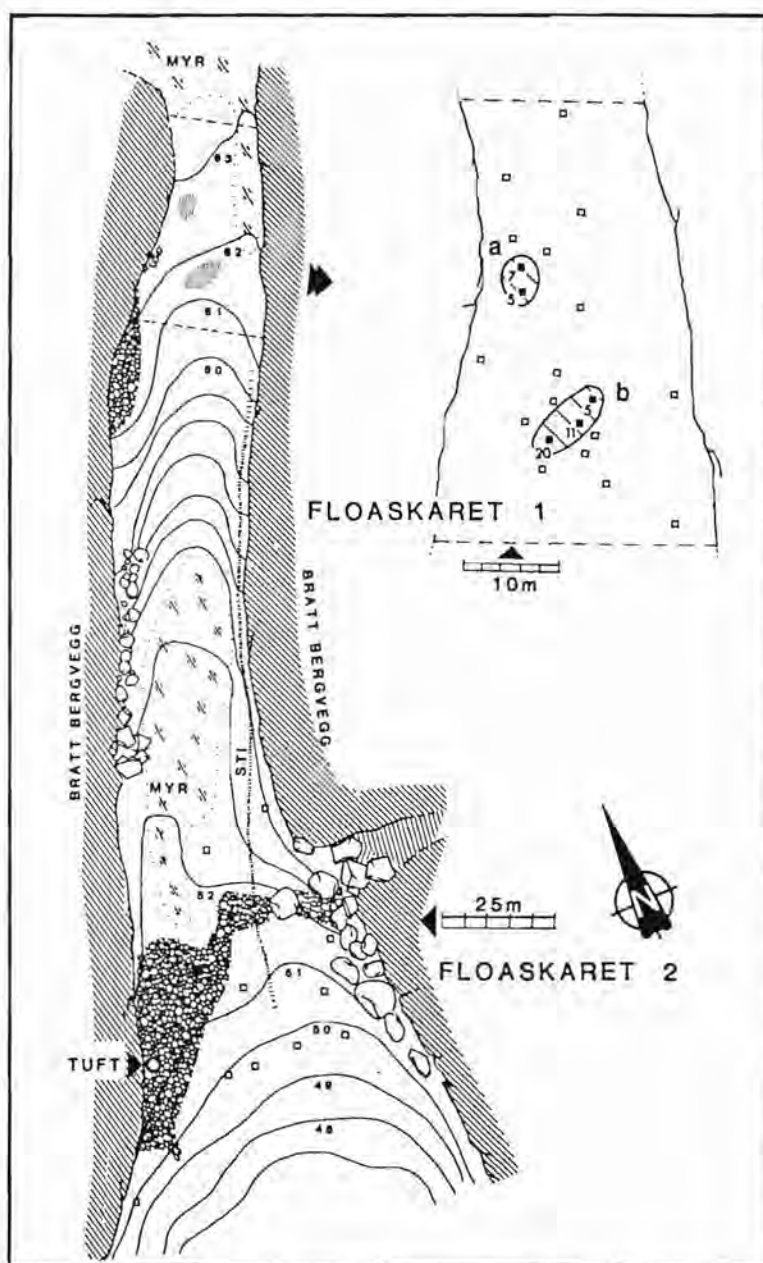 MYR
63
62
61
60
a
7
5
b
5
11
20
FLOASKARET 1
10m
BRATT BERGVEGG
BRATT BERGVEGG
STI
MYR
52
25m
N
FLOASKARET 2
51
50
TUFT
49
48